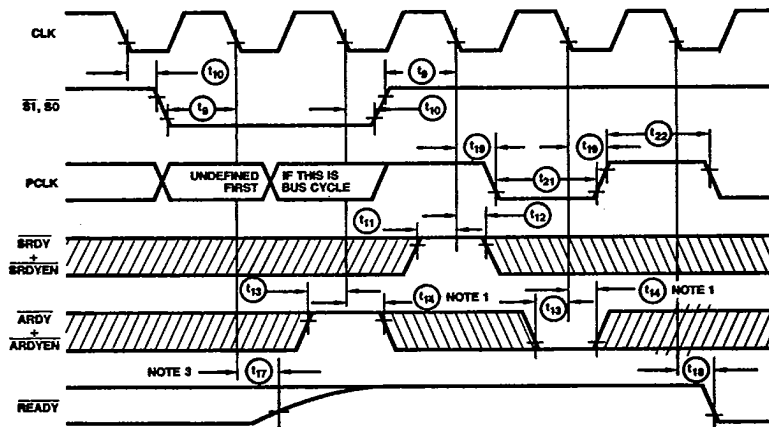 CLK
t10
t9
S1, S0
t9
t10
t19
t19
t22
PCLK
UNDEFINED FIRST
IF THIS IS BUS CYCLE
t21
t11
t12
SRDY
+
SRDYEN
t13
t14 NOTE 1
t13
t14 NOTE 1
ARDY
+
ARDYEN
NOTE 3
t17
t18
READY